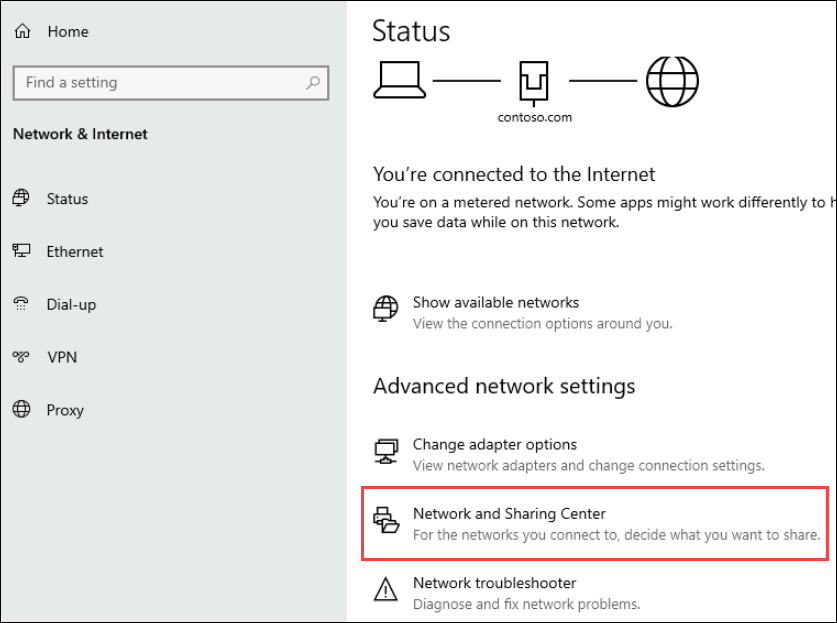 Home
Find a setting
Network & Internet
Status
Ethernet
Dial-up
VPN
Proxy
Status
contoso.com
You're connected to the Internet
You're on a metered network. Some apps might work differently to
you save data while on this network.
Show available networks
View the connection options around you.
Advanced network settings
Change adapter options
View network adapters and change connection settings.
Network and Sharing Center
For the networks you connect to, decide what you want to share.
Network troubleshooter
Diagnose and fix network problems.